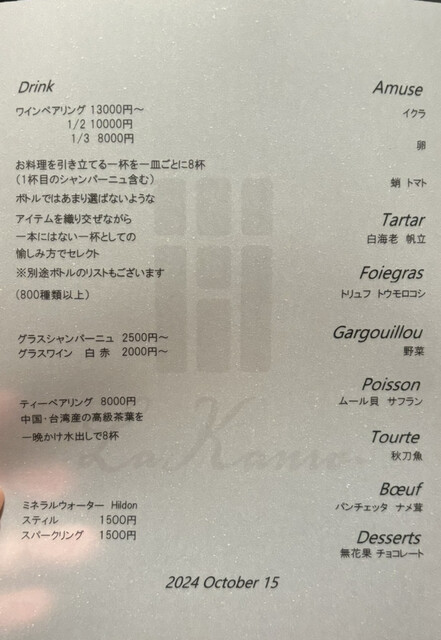 Drink
ワインペアリング 13000円～
1/2 10000円
1/3 8000円
お料理を引き立てる一杯を一皿ごとに8杯
(1杯目のシャンパーニュ含む)
ボトルではあまり選ばないような
アイテムを織り交ぜながら
一本にはない一杯としての
愉しみ方でセレクト
※別途ボトルのリストもございます
(800種類以上)
グラスシャンパーニュ 2500円～
グラスワイン 白 赤 2000円～
ティーペアリング 8000円
中国・台湾産の高級茶葉を
一晩かけ水出しで8杯
ミネラルウォーター Hildon
スティル 1500円
スパークリング 1500円
Amuse
イクラ
卵
蛸 トマト
Tartar
白海老 帆立
Foiegras
トリュフ トウモロコシ
Gargouillou
野菜
Poisson
ムール貝 サフラン
Tourte
秋刀魚
Bœuf
パンチェッタ ナメ茸
Desserts
無花果 チョコレート
2024 October 15